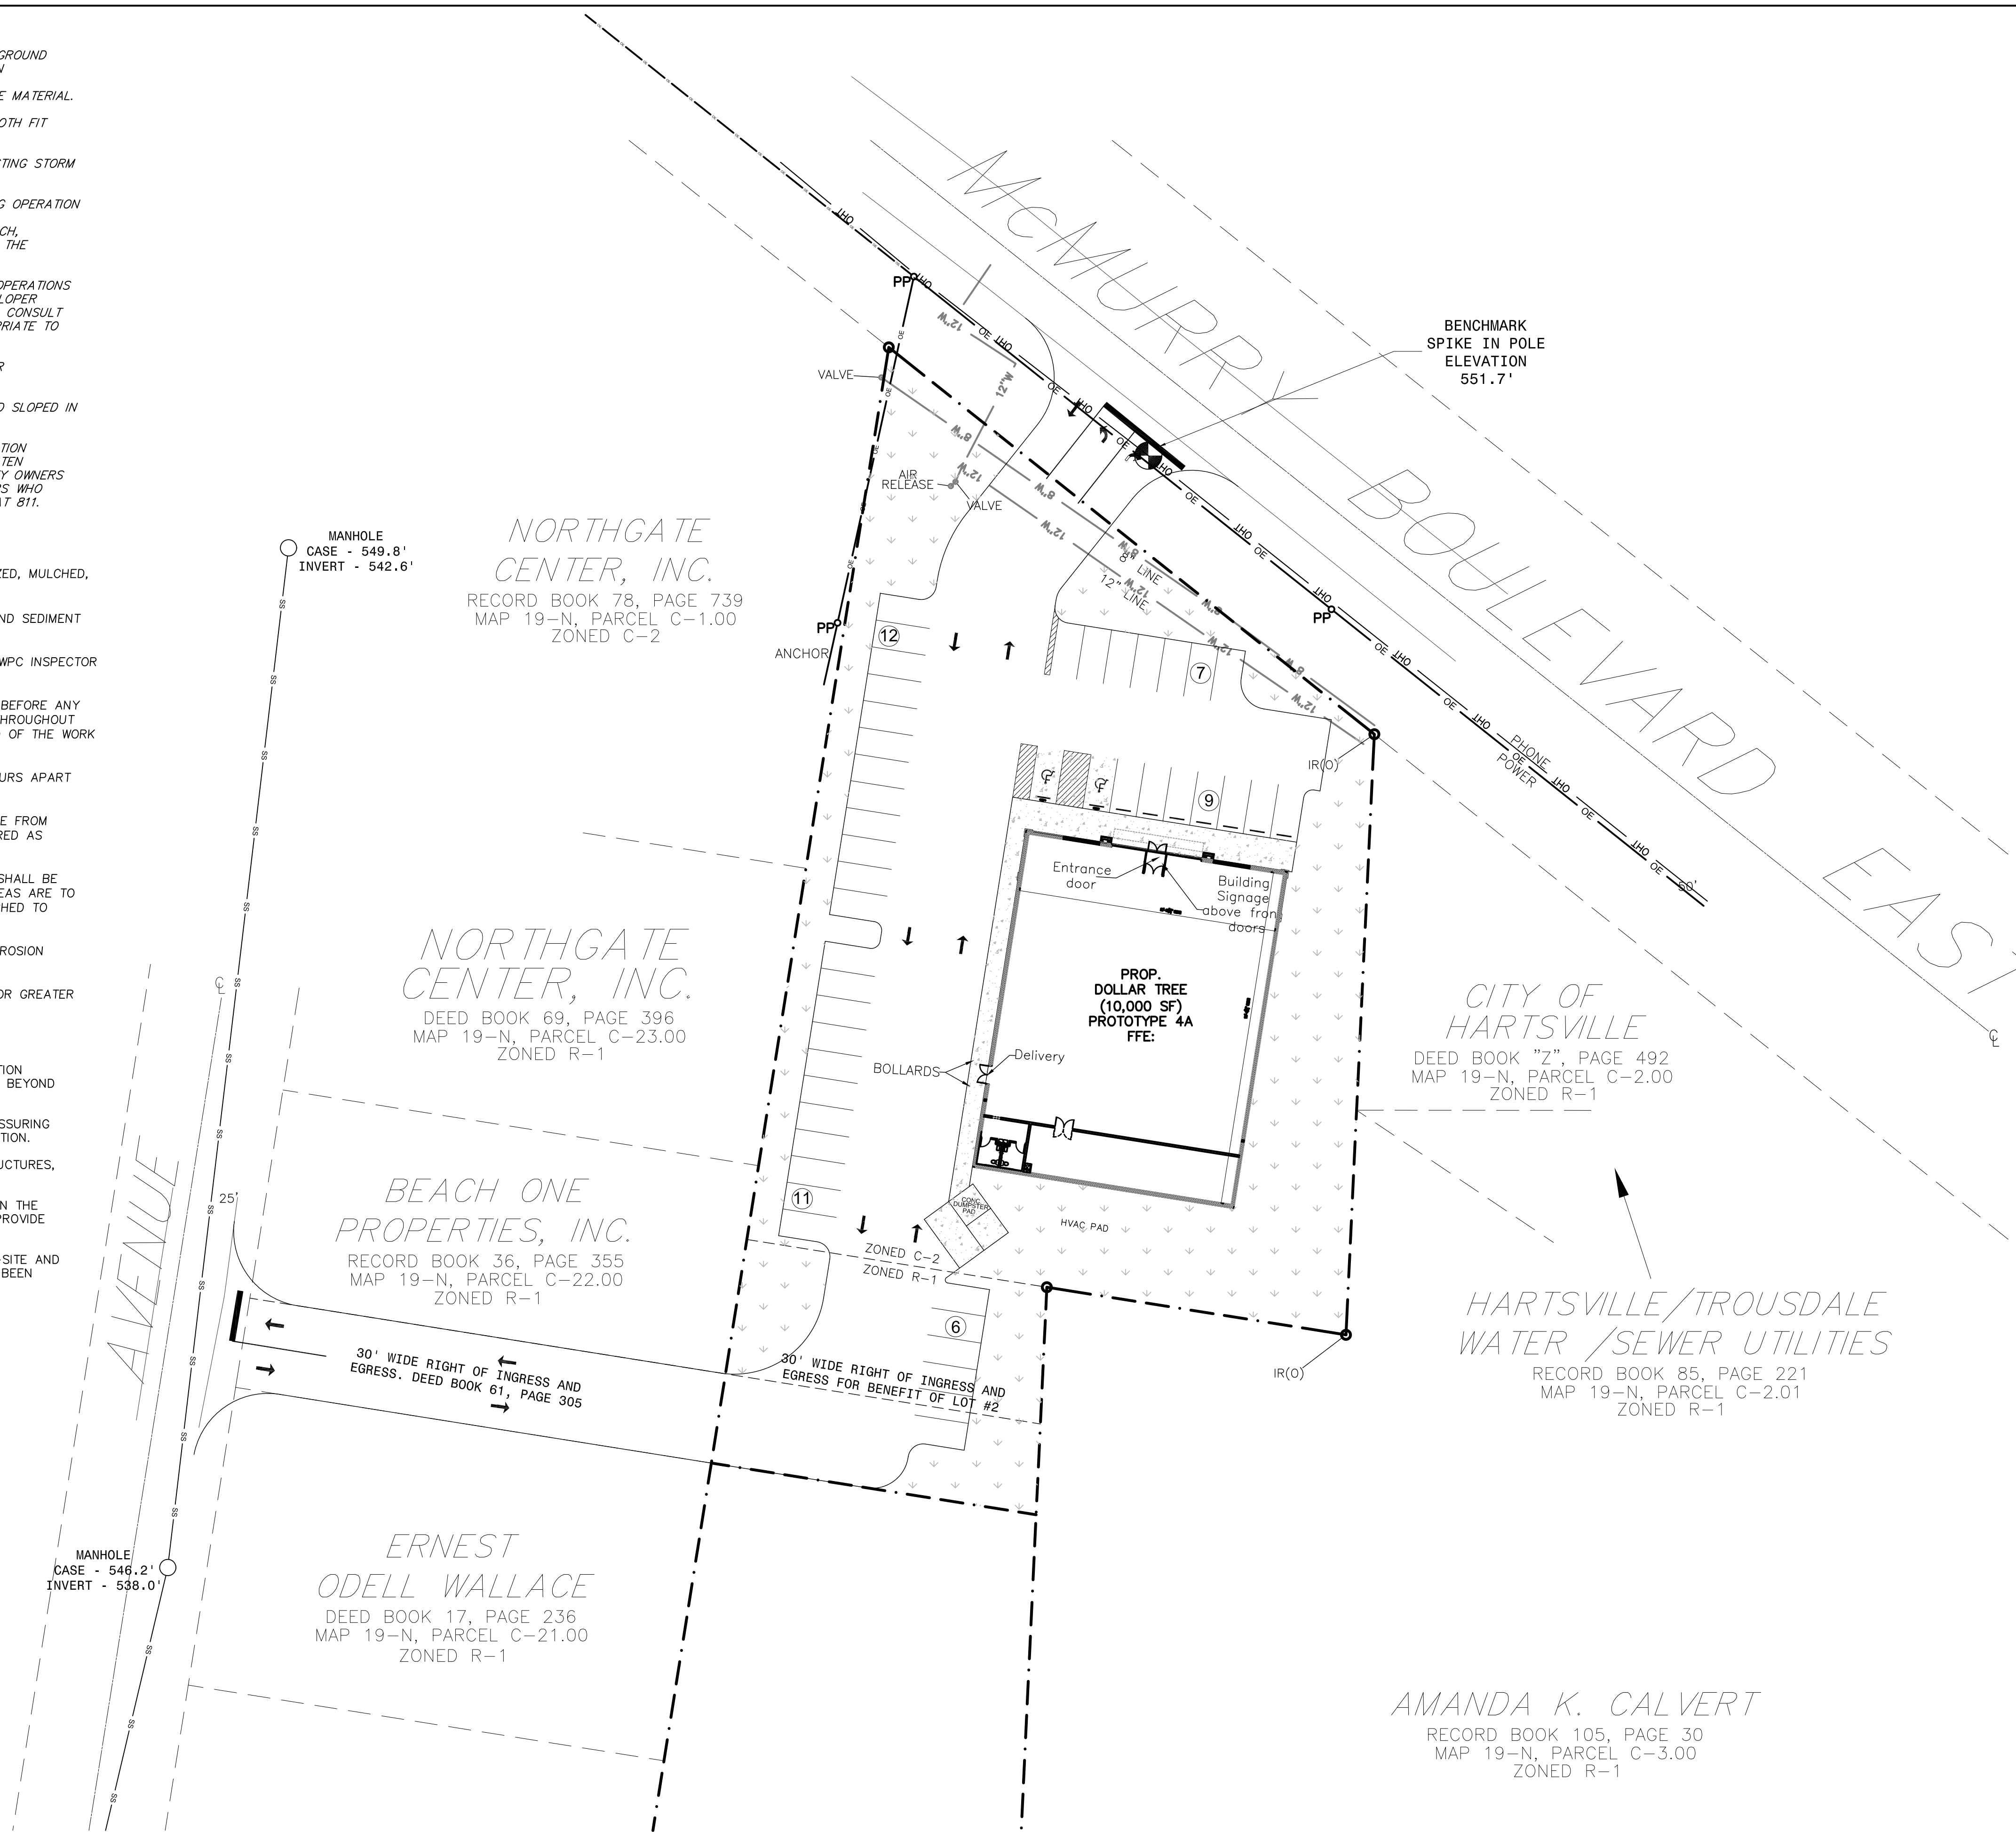 GROUND
E MATERIAL.
OTH FIT
TING STORM
G OPERATION
CH,
THE
OPERATIONS
LOPER
CONSULT
PRIATE TO
R
D SLOPED IN
ATION
TEN
Y OWNERS
RS WHO
AT 811.
ZED, MULCHED,
ND SEDIMENT
WPC INSPECTOR
BEFORE ANY
HROUGHOUT
OF THE WORK
URS APART
E FROM
RED AS
SHALL BE
EAS ARE TO
HED TO
ROSION
OR GREATER
TION
BEYOND
SSURING
TION.
UCTURES,
N THE
PROVIDE
-SITE AND
BEEN
McMURRY BOULEVARD EAST
BENCHMARK
SPIKE IN POLE
ELEVATION
551.7'
PP
OHT
OE
12"W
8"W
VALVE
AIR
RELEASE
VALVE
8" LINE
12" LINE
PP
ANCHOR
PP
PHONE
POWER
50'
IR(O)
MANHOLE
CASE - 549.8'
INVERT - 542.6'
NORTHGATE
CENTER, INC.
RECORD BOOK 78, PAGE 739
MAP 19-N, PARCEL C-1.00
ZONED C-2
12
7
9
Entrance
door
Building
Signage
above front
doors
PROP.
DOLLAR TREE
(10,000 SF)
PROTOTYPE 4A
FFE:
BOLLARDS
Delivery
NORTHGATE
CENTER, INC.
DEED BOOK 69, PAGE 396
MAP 19-N, PARCEL C-23.00
ZONED R-1
CITY OF
HARTSVILLE
DEED BOOK "Z", PAGE 492
MAP 19-N, PARCEL C-2.00
ZONED R-1
SS
AVENUE
25'
BEACH ONE
PROPERTIES, INC.
RECORD BOOK 36, PAGE 355
MAP 19-N, PARCEL C-22.00
ZONED R-1
11
CONC.
DUMPSTER
PAD
HVAC PAD
ZONED C-2
ZONED R-1
6
HARTSVILLE/TROUSDALE
WATER /SEWER UTILITIES
RECORD BOOK 85, PAGE 221
MAP 19-N, PARCEL C-2.01
ZONED R-1
IR(O)
30' WIDE RIGHT OF INGRESS AND
EGRESS. DEED BOOK 61, PAGE 305
30' WIDE RIGHT OF INGRESS AND
EGRESS FOR BENEFIT OF LOT #2
MANHOLE
CASE - 546.2'
INVERT - 538.0'
ERNEST
ODELL WALLACE
DEED BOOK 17, PAGE 236
MAP 19-N, PARCEL C-21.00
ZONED R-1
AMANDA K. CALVERT
RECORD BOOK 105, PAGE 30
MAP 19-N, PARCEL C-3.00
ZONED R-1